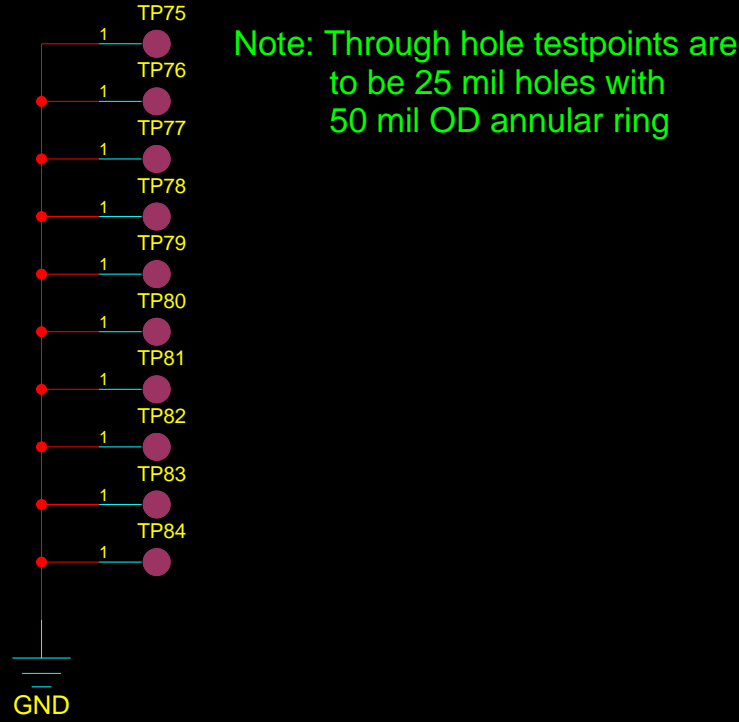 TP75
1
Note: Through hole testpoints are
TP76
1
to be 25 mil holes with
TP77
1
50 mil OD annular ring
TP78
1
TP79
1
TP80
1
TP81
1
TP82
1
TP83
1
TP84
1
GND